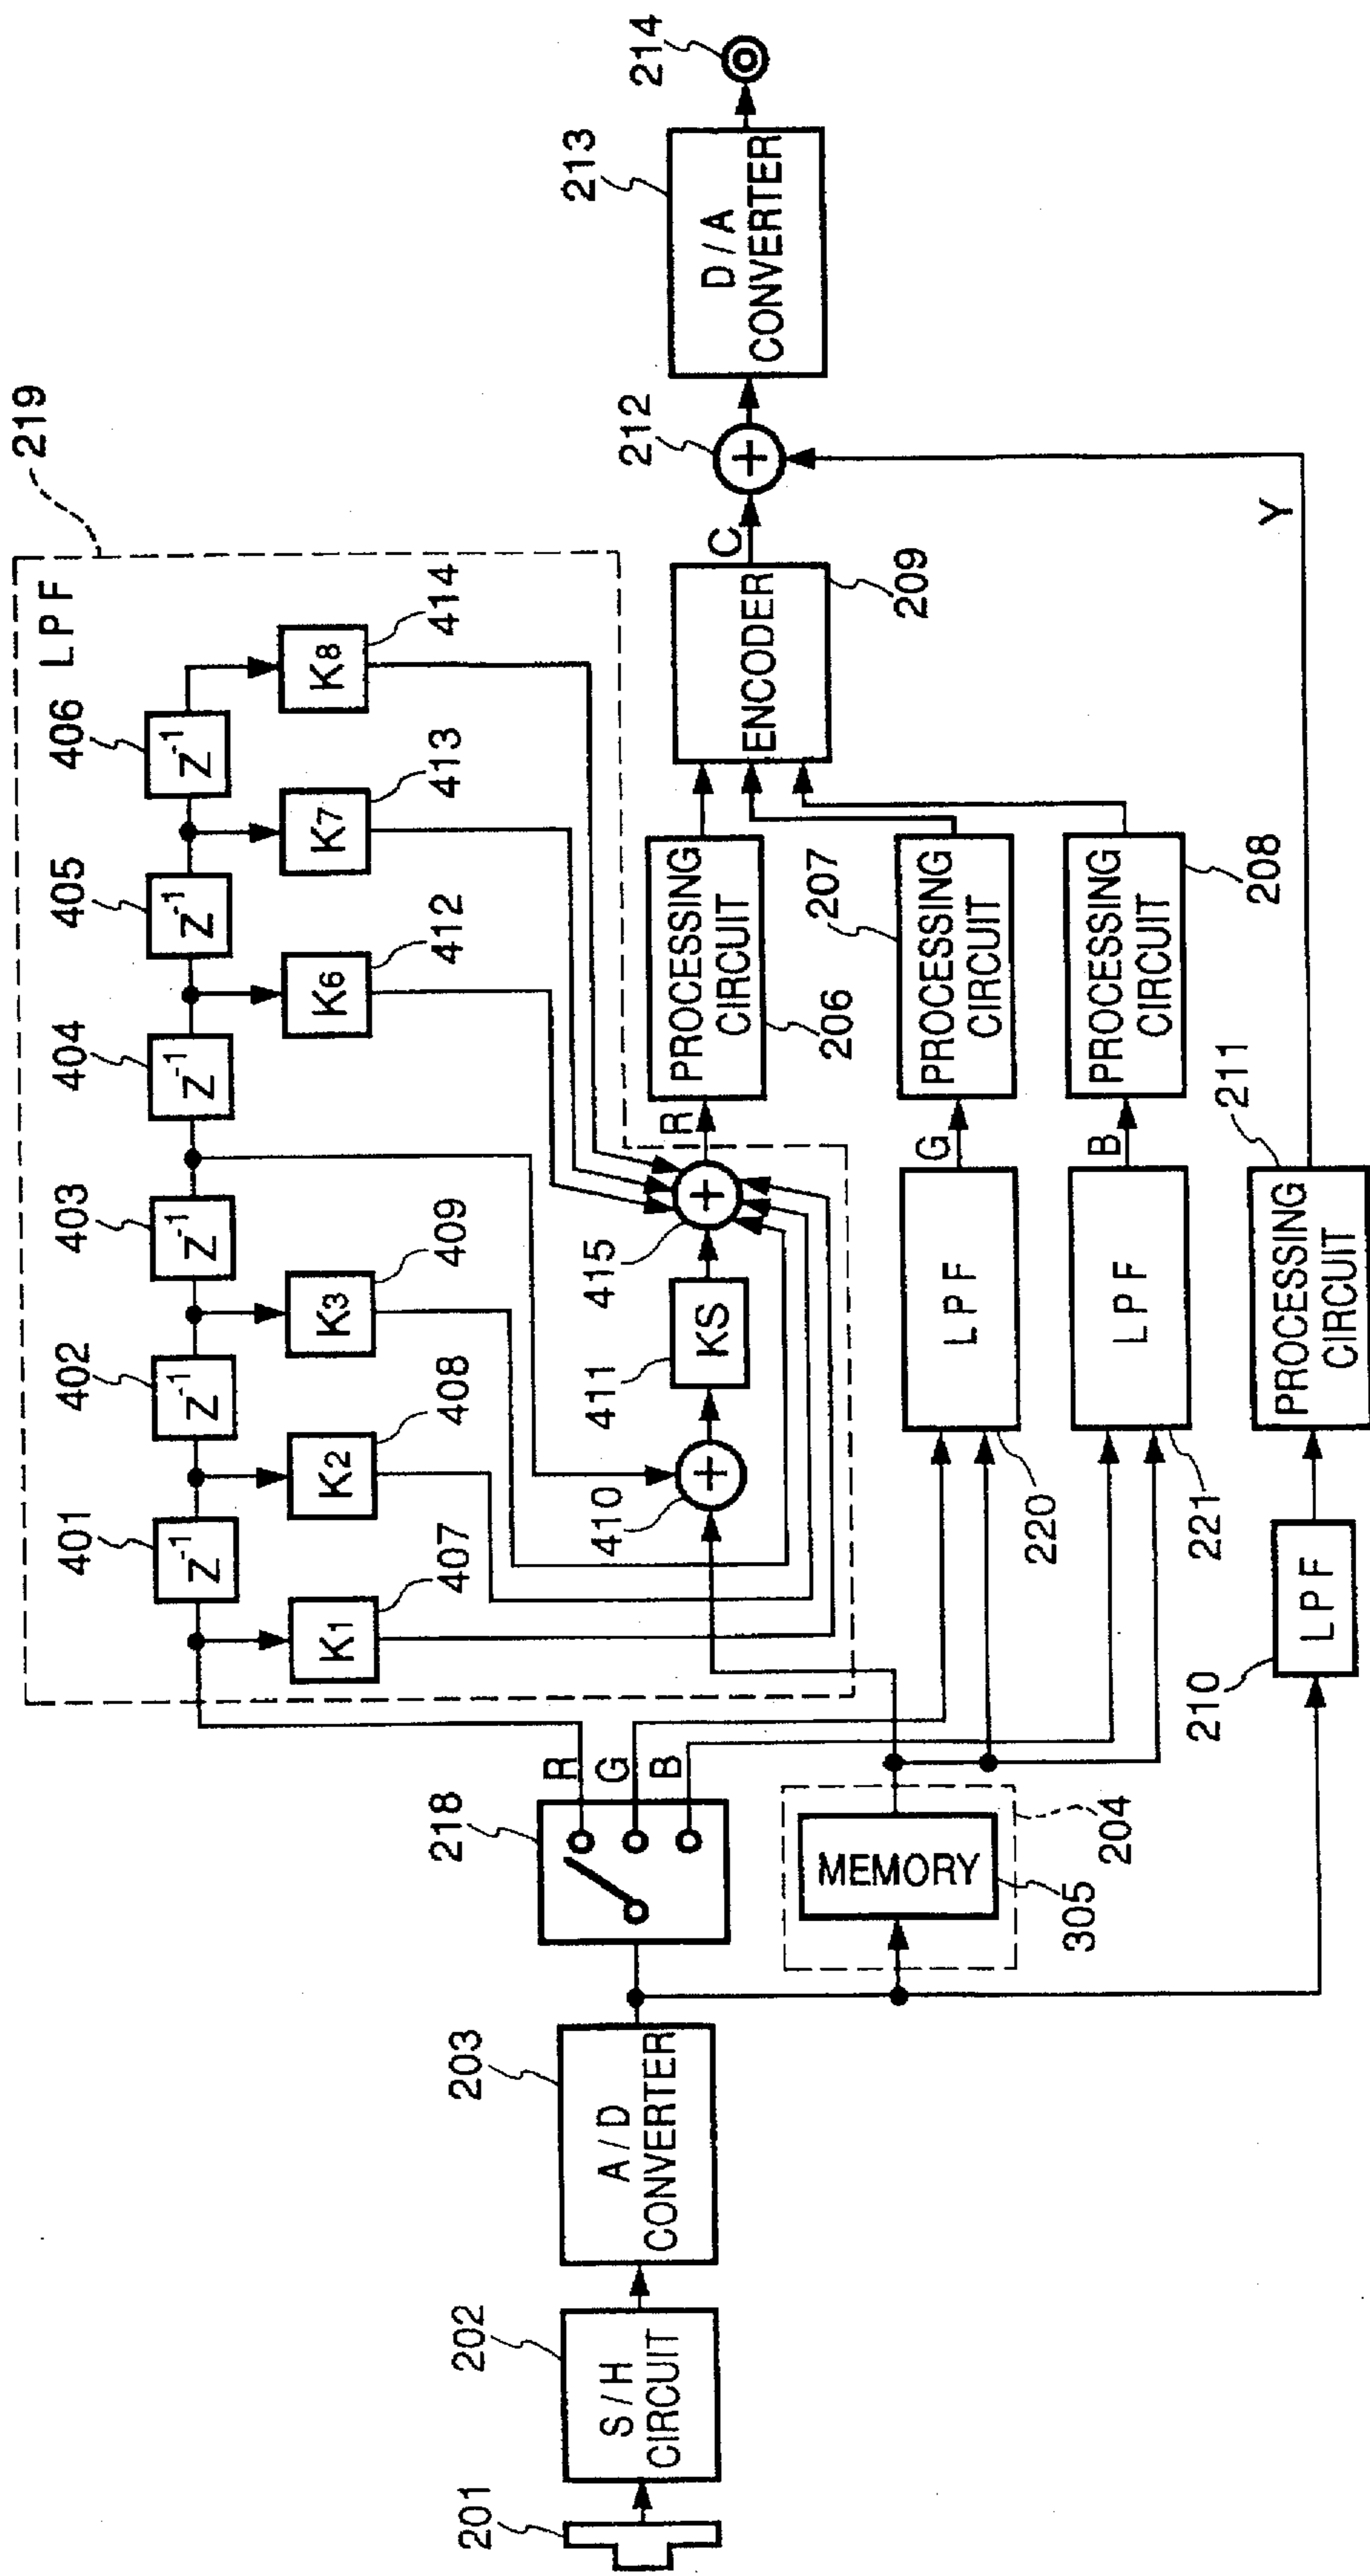 219
LPF
401
402
403
404
405
406
Z-1
Z-1
Z-1
Z-1
Z-1
Z-1
K1
K2
K3
K6
K7
K8
407
408
409
412
413
414
410
411
415
KS
R
201
202
S/H
CIRCUIT
203
A/D
CONVERTER
218
R
G
B
MEMORY
305
204
PROCESSING
CIRCUIT
206
LPF
220
G
PROCESSING
CIRCUIT
207
LPF
221
B
PROCESSING
CIRCUIT
208
210
LPF
211
PROCESSING
CIRCUIT
Y
ENCODER
209
C
212
213
D/A
CONVERTER
214